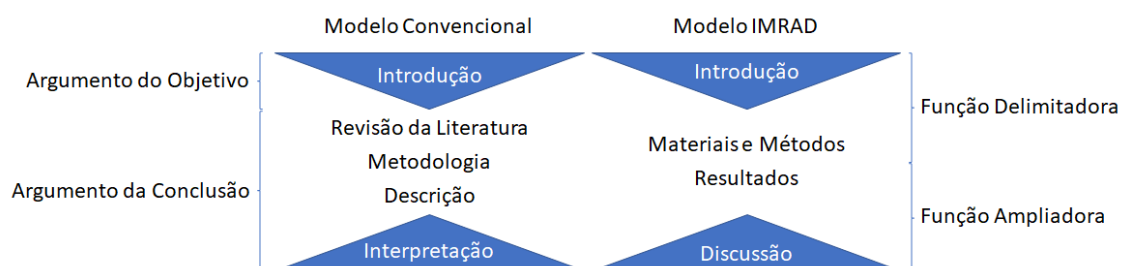 Modelo Convencional
Modelo IMRAD
Argumento do Objetivo
Introdução
Introdução
Função Delimitadora
Revisão da Literatura
Metodologia
Descrição
Materiais e Métodos
Resultados
Argumento da Conclusão
Função Ampliadora
Interpretação
Discussão